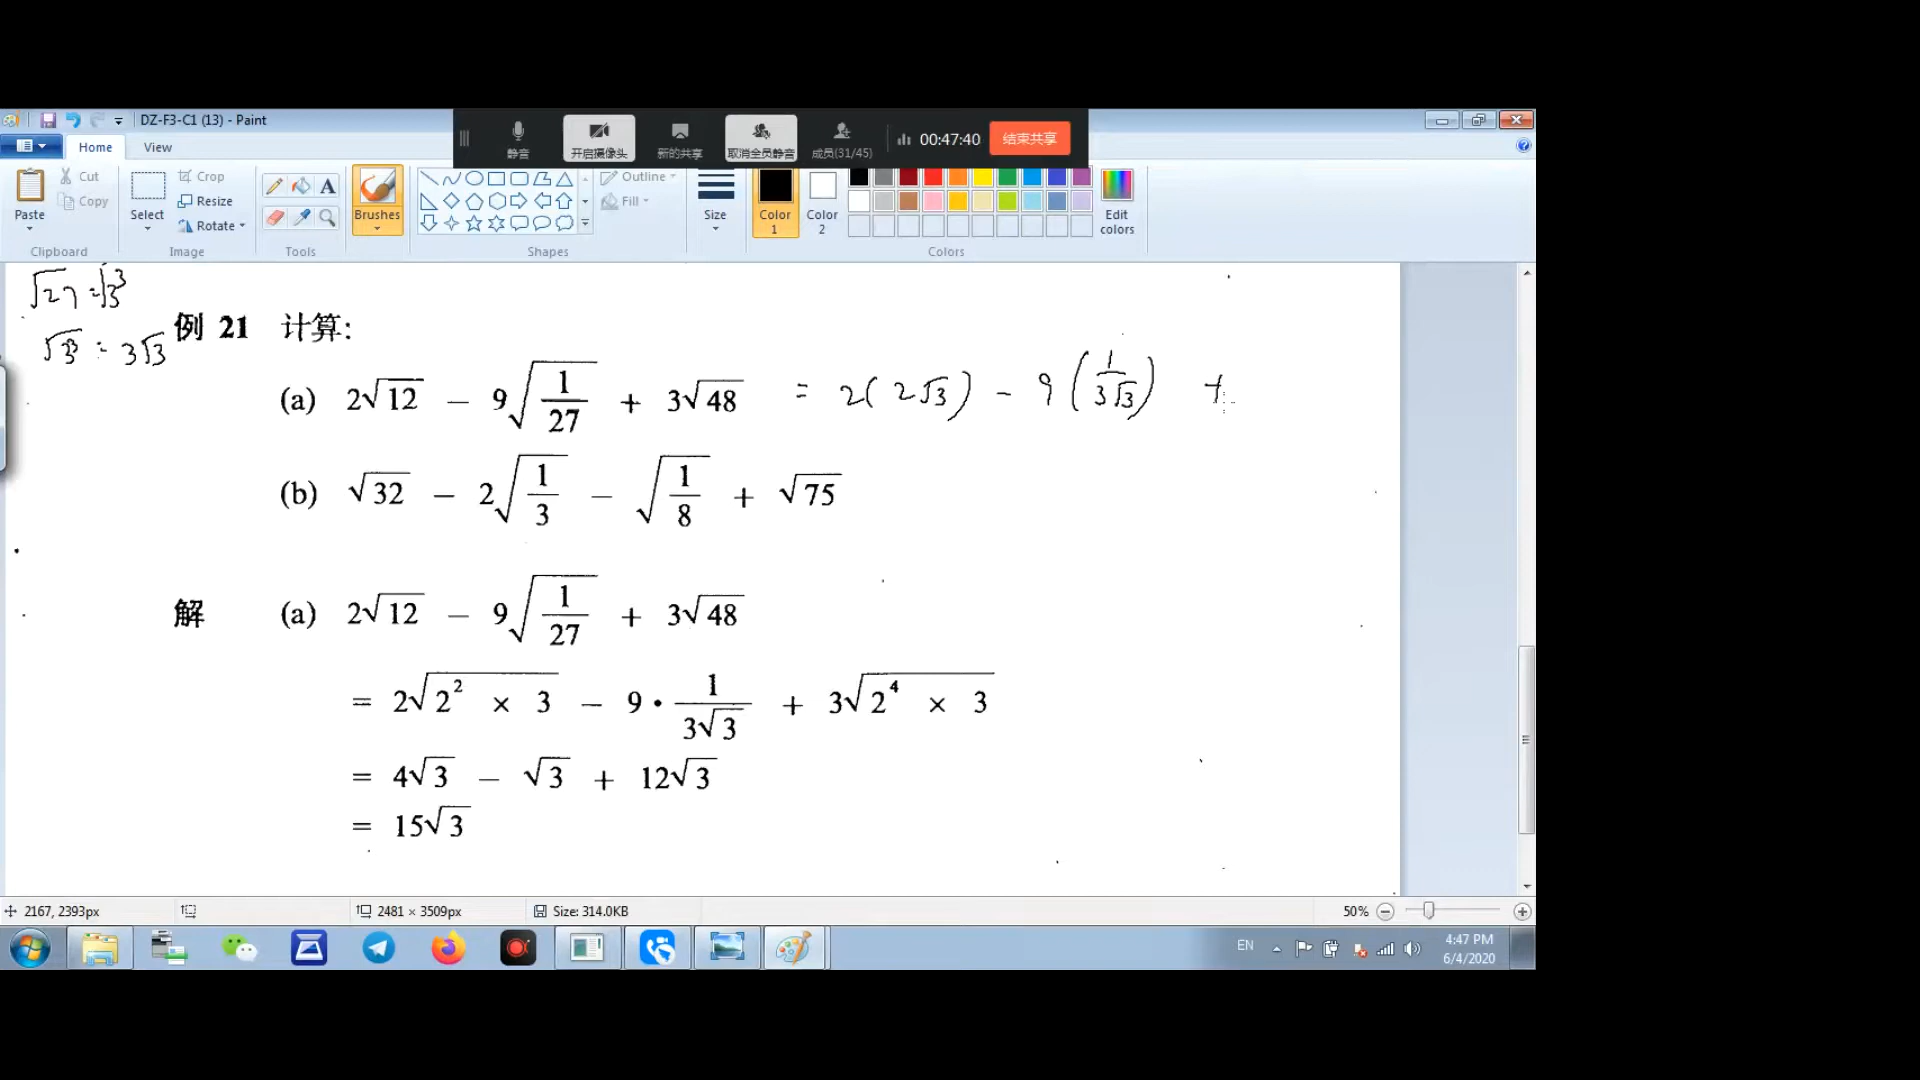 DZ-F3-C1 (13) - Paint
静音 开启摄像头 新的共享 取消全员静音 成员(31/45) 00:47:40 结束共享
Home View
Paste Cut Copy Select Crop Resize Rotate A Brushes Outline Fill Size Color 1 Color 2 Edit colors
Clipboard Image Tools Shapes Colors
√27 = √3³
√3³ = 3√3
例 21 计算:
(a) 2√12 − 9√(1/27) + 3√48 = 2(2√3) − 9(1/(3√3)) +
(b) √32 − 2√(1/3) − √(1/8) + √75
解 (a) 2√12 − 9√(1/27) + 3√48
= 2√(2² × 3) − 9 · 1/(3√3) + 3√(2⁴ × 3)
= 4√3 − √3 + 12√3
= 15√3
2167, 2393px 2481 × 3509px Size: 314.0KB 50%
EN 4:47 PM
6/4/2020